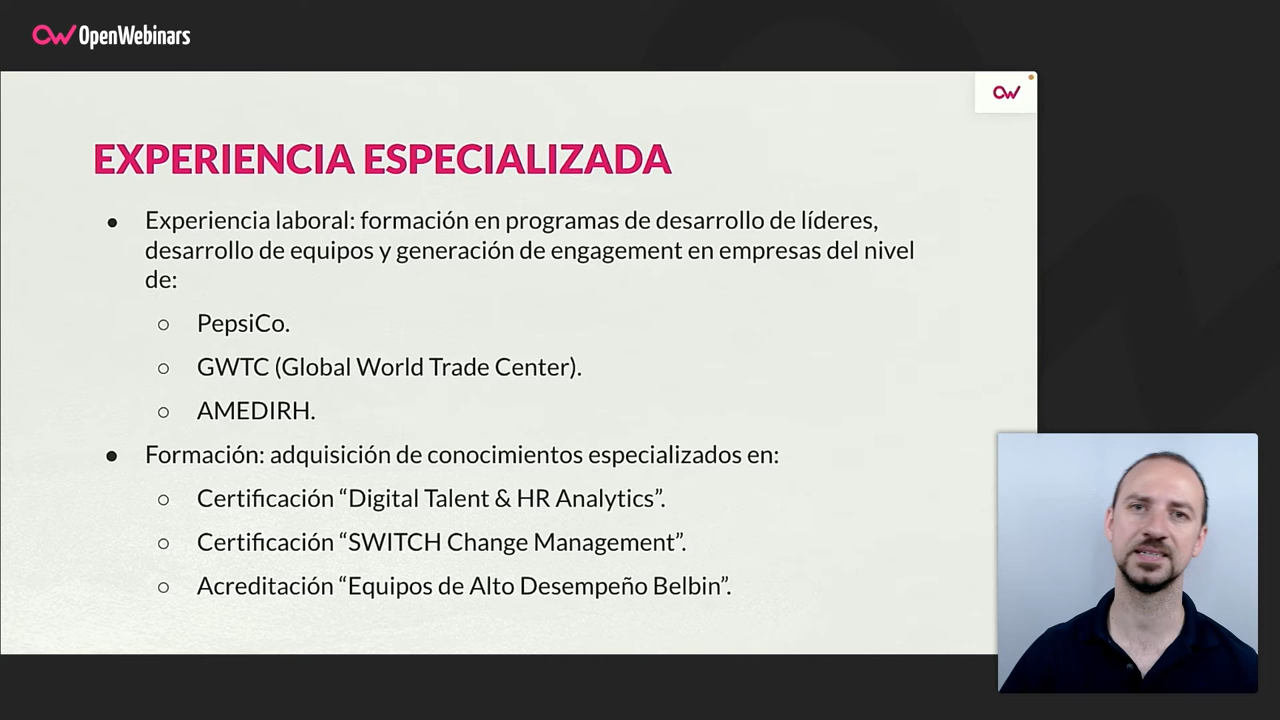 OpenWebinars
EXPERIENCIA ESPECIALIZADA
● Experiencia laboral: formación en programas de desarrollo de líderes,
desarrollo de equipos y generación de engagement en empresas del nivel
de:
○ PepsiCo.
○ GWTC (Global World Trade Center).
○ AMEDIRH.
● Formación: adquisición de conocimientos especializados en:
○ Certificación “Digital Talent & HR Analytics”.
○ Certificación “SWITCH Change Management”.
○ Acreditación “Equipos de Alto Desempeño Belbin”.